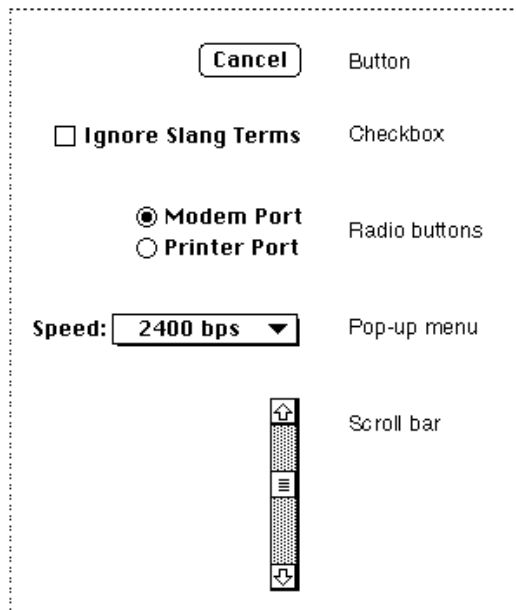 Cancel Button
Ignore Slang Terms Checkbox
Modem Port
Printer Port Radio buttons
Speed: 2400 bps Pop-up menu
Scroll bar